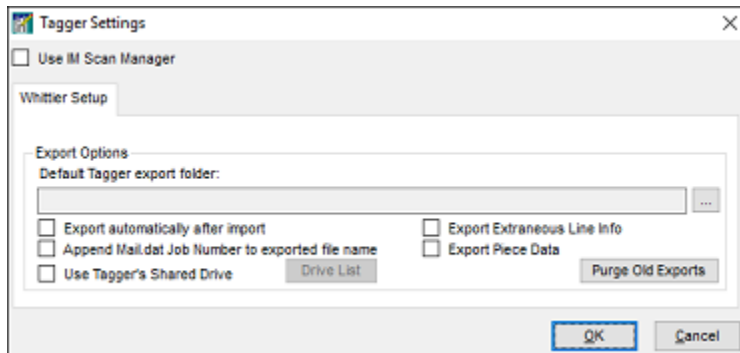 Tagger Settings
Use IM Scan Manager
Whittier Setup
Export Options
Default Tagger export folder:
...
Export automatically after import
Export Extraneous Line Info
Append Mail.dat Job Number to exported file name
Export Piece Data
Use Tagger's Shared Drive
Drive List
Purge Old Exports
OK
Cancel